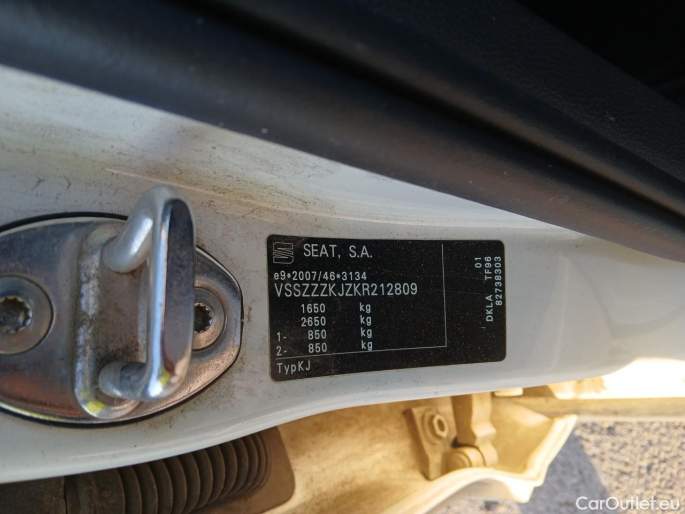 SEAT, S.A.
e9*2007/46*3134
VSSZZZKJZKR212809
1650 kg
2650 kg
1- 850 kg
2- 850 kg
TypKJ
01
DKLA TF96
82738303
CarOutlet.eu